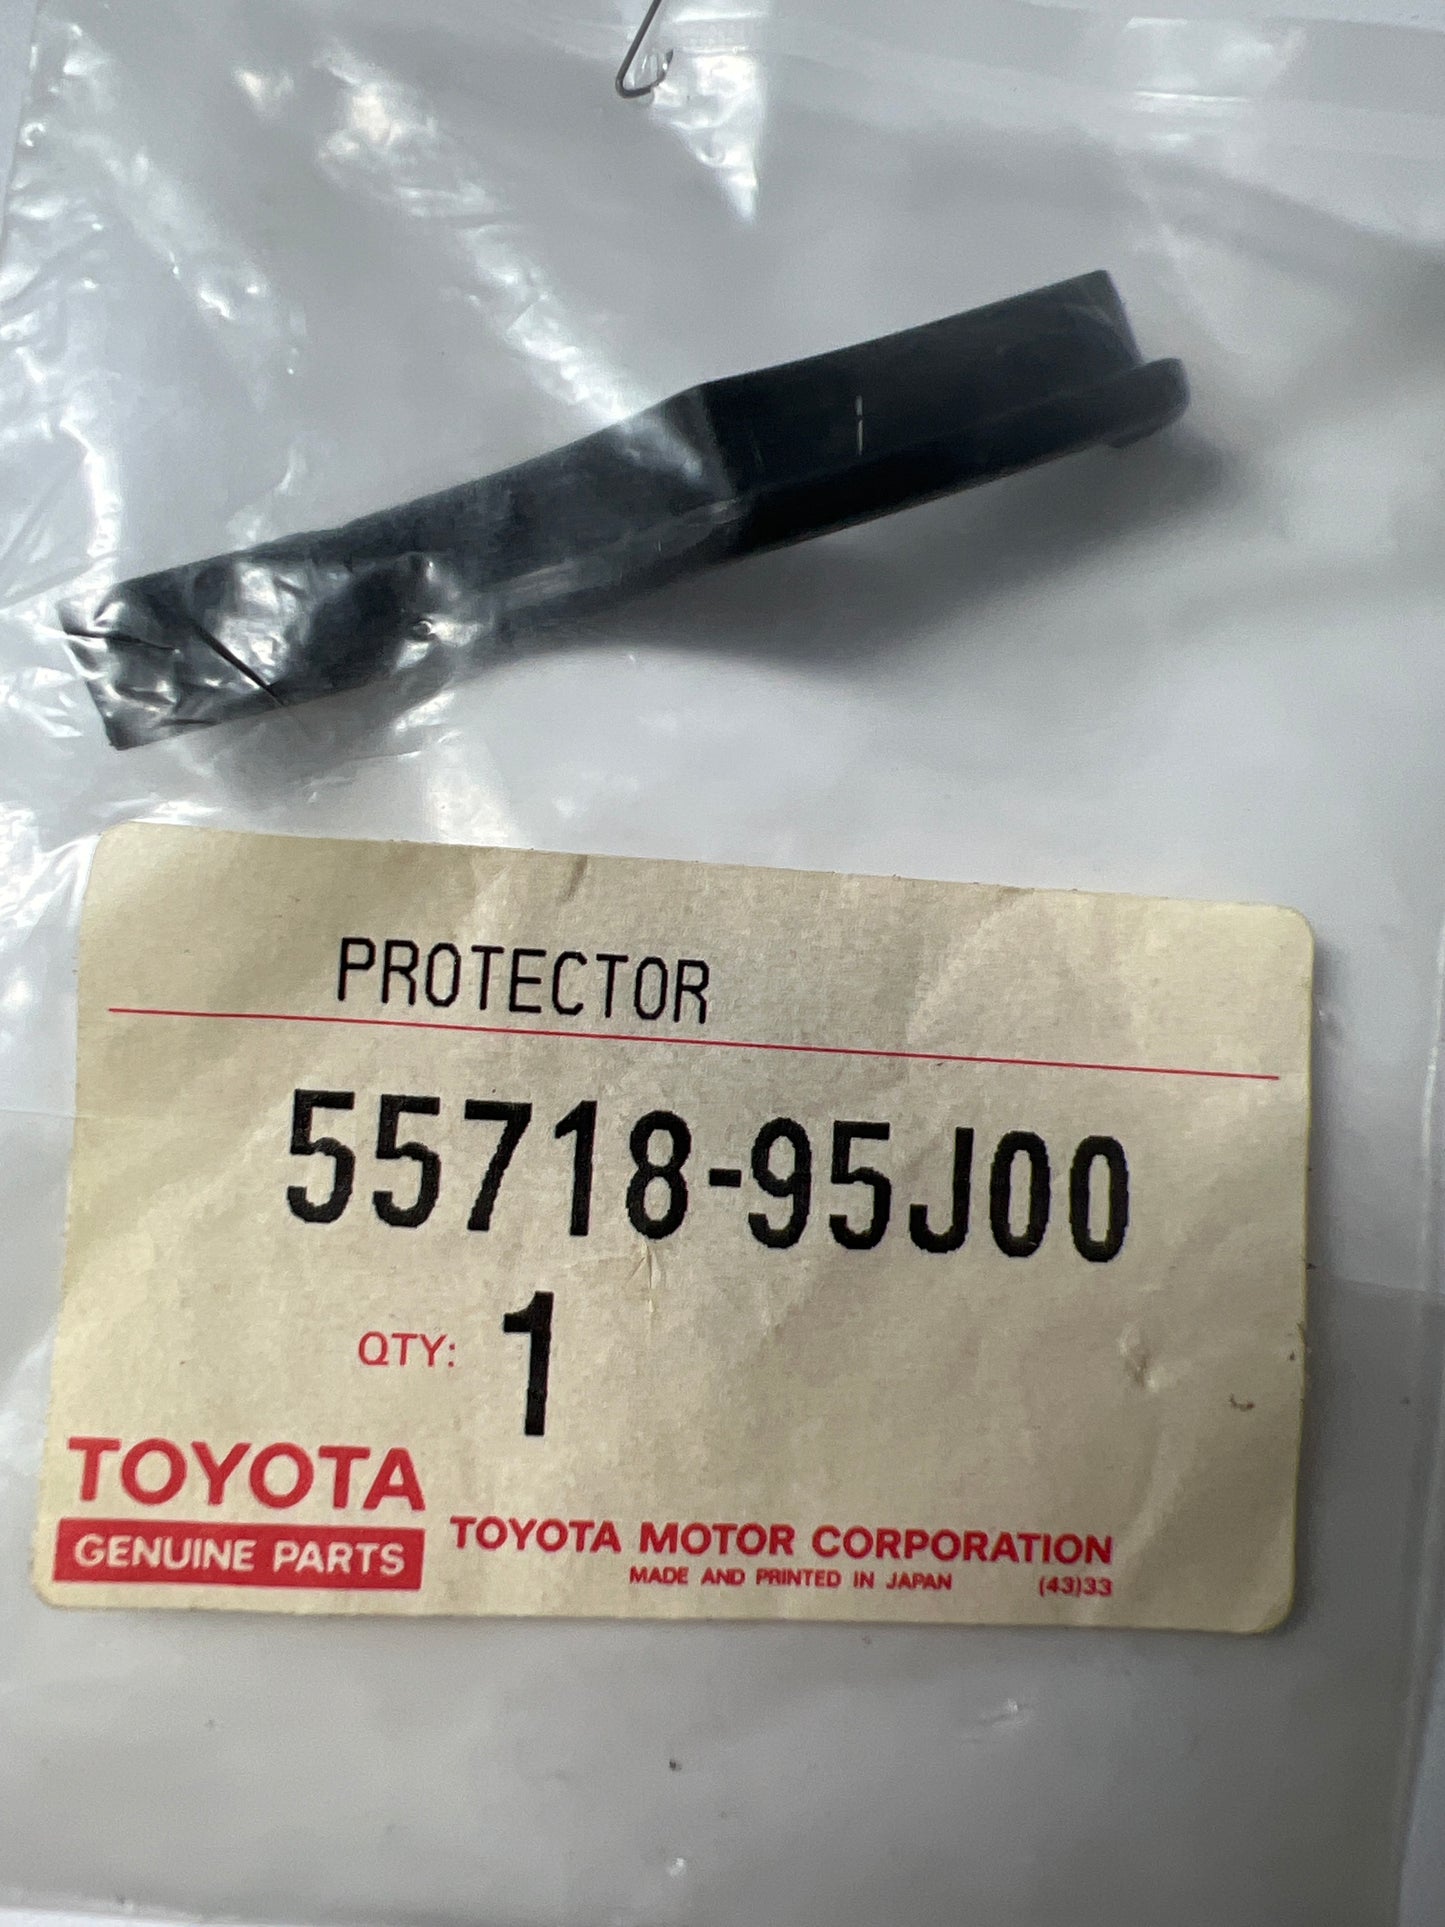 PROTECTOR
55718-95J00
QTY: 1
TOYOTA
GENUINE PARTS
TOYOTA MOTOR CORPORATION
MADE AND PRINTED IN JAPAN (43)33